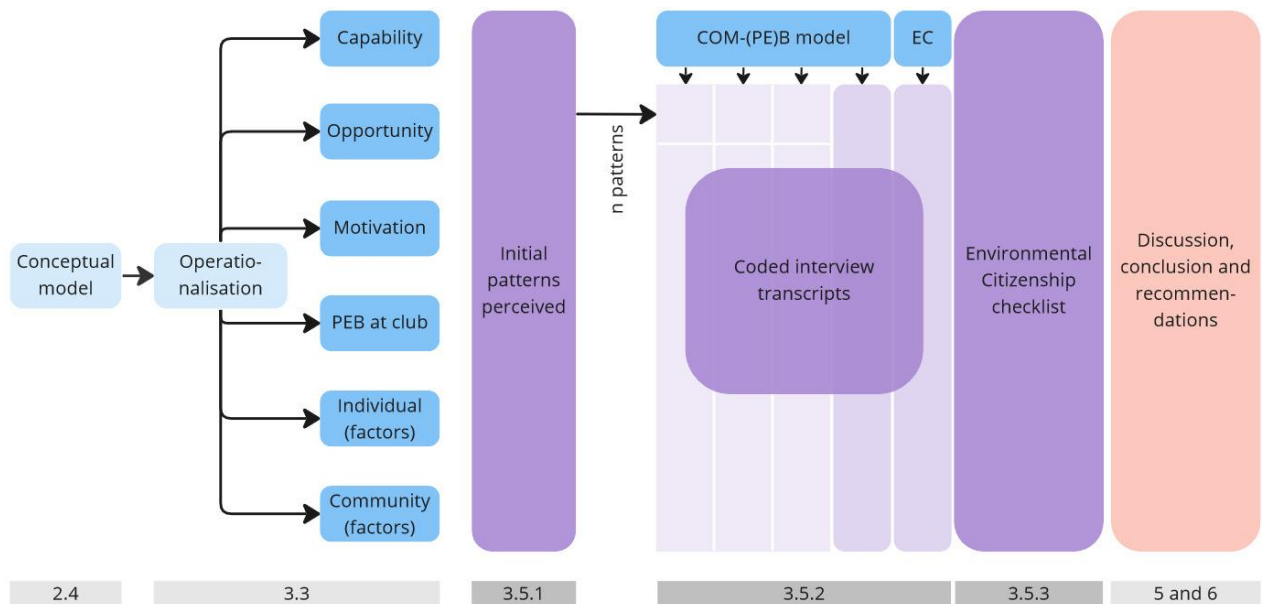 Capability
Opportunity
Motivation
PEB at club
Individual
(factors)
Community
(factors)
Conceptual
model
Operatio-
nalisation
Initial
patterns
perceived
n patterns
COM-(PE)B model
EC
Coded interview
transcripts
Environmental
Citizenship
checklist
Discussion,
conclusion and
recommen-
dations
2.4
3.3
3.5.1
3.5.2
3.5.3
5 and 6